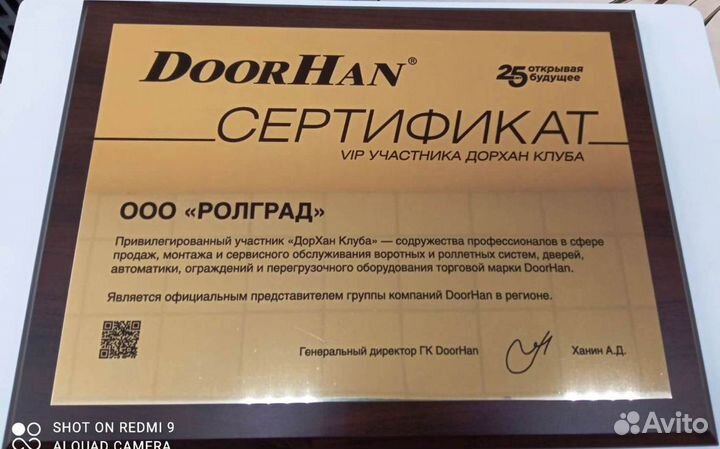 DOORHAN®
25 открывая
будущее
СЕРТИФИКАТ
VIP УЧАСТНИКА ДОРХАН КЛУБА
ООО «РОЛГРАД»
Привилегированный участник «ДорХан Клуба» — содружества профессионалов в сфере
продаж, монтажа и сервисного обслуживания воротных и роллетных систем, дверей,
автоматики, ограждений и перегрузочного оборудования торговой марки DoorHan.
Является официальным представителем группы компаний DoorHan в регионе.
Генеральный директор ГК DoorHan
Ханин А.Д.
SHOT ON REDMI 9
AI QUAD CAMERA
Avito